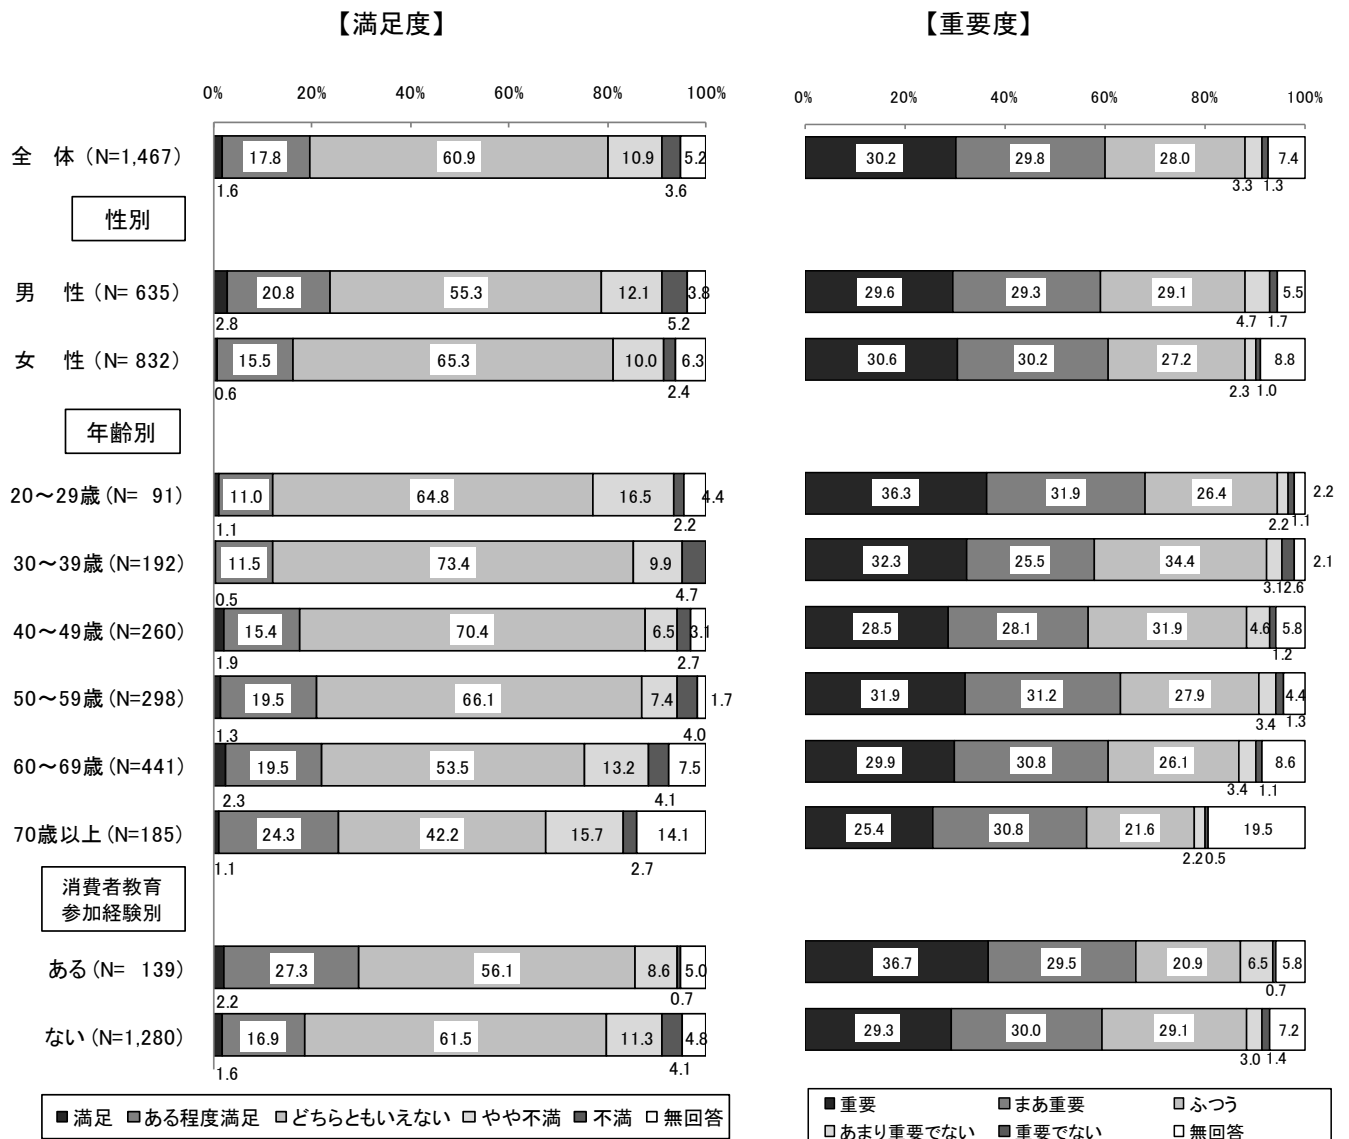 【満足度】 【重要度】
0% 20% 40% 60% 80% 100% 0% 20% 40% 60% 80% 100%
全 体 (N=1,467) 17.8 60.9 10.9 5.2 30.2 29.8 28.0 7.4
1.6 3.6 3.3 1.3
性別
男 性 (N= 635) 20.8 55.3 12.1 3.8 29.6 29.3 29.1 5.5
2.8 5.2 4.7 1.7
女 性 (N= 832) 15.5 65.3 10.0 6.3 30.6 30.2 27.2 8.8
0.6 2.4 2.3 1.0
年齢別
20～29歳 (N= 91) 11.0 64.8 16.5 4.4 36.3 31.9 26.4 2.2
1.1 2.2 2.2 1.1
30～39歳 (N=192) 11.5 73.4 9.9 32.3 25.5 34.4 2.1
0.5 4.7 3.1 2.6
40～49歳 (N=260) 15.4 70.4 6.5 3.1 28.5 28.1 31.9 4.6 5.8
1.9 2.7 1.2
50～59歳 (N=298) 19.5 66.1 7.4 1.7 31.9 31.2 27.9 4.4
1.3 4.0 3.4 1.3
60～69歳 (N=441) 19.5 53.5 13.2 7.5 29.9 30.8 26.1 8.6
2.3 4.1 3.4 1.1
70歳以上 (N=185) 24.3 42.2 15.7 14.1 25.4 30.8 21.6 19.5
1.1 2.7 2.2 0.5
消費者教育
参加経験別
ある (N= 139) 27.3 56.1 8.6 5.0 36.7 29.5 20.9 6.5 5.8
2.2 0.7 0.7
ない (N=1,280) 16.9 61.5 11.3 4.8 29.3 30.0 29.1 7.2
1.6 4.1 3.0 1.4
満足 ある程度満足 どちらともいえない やや不満 不満 無回答
重要 まあ重要 ふつう
あまり重要でない 重要でない 無回答